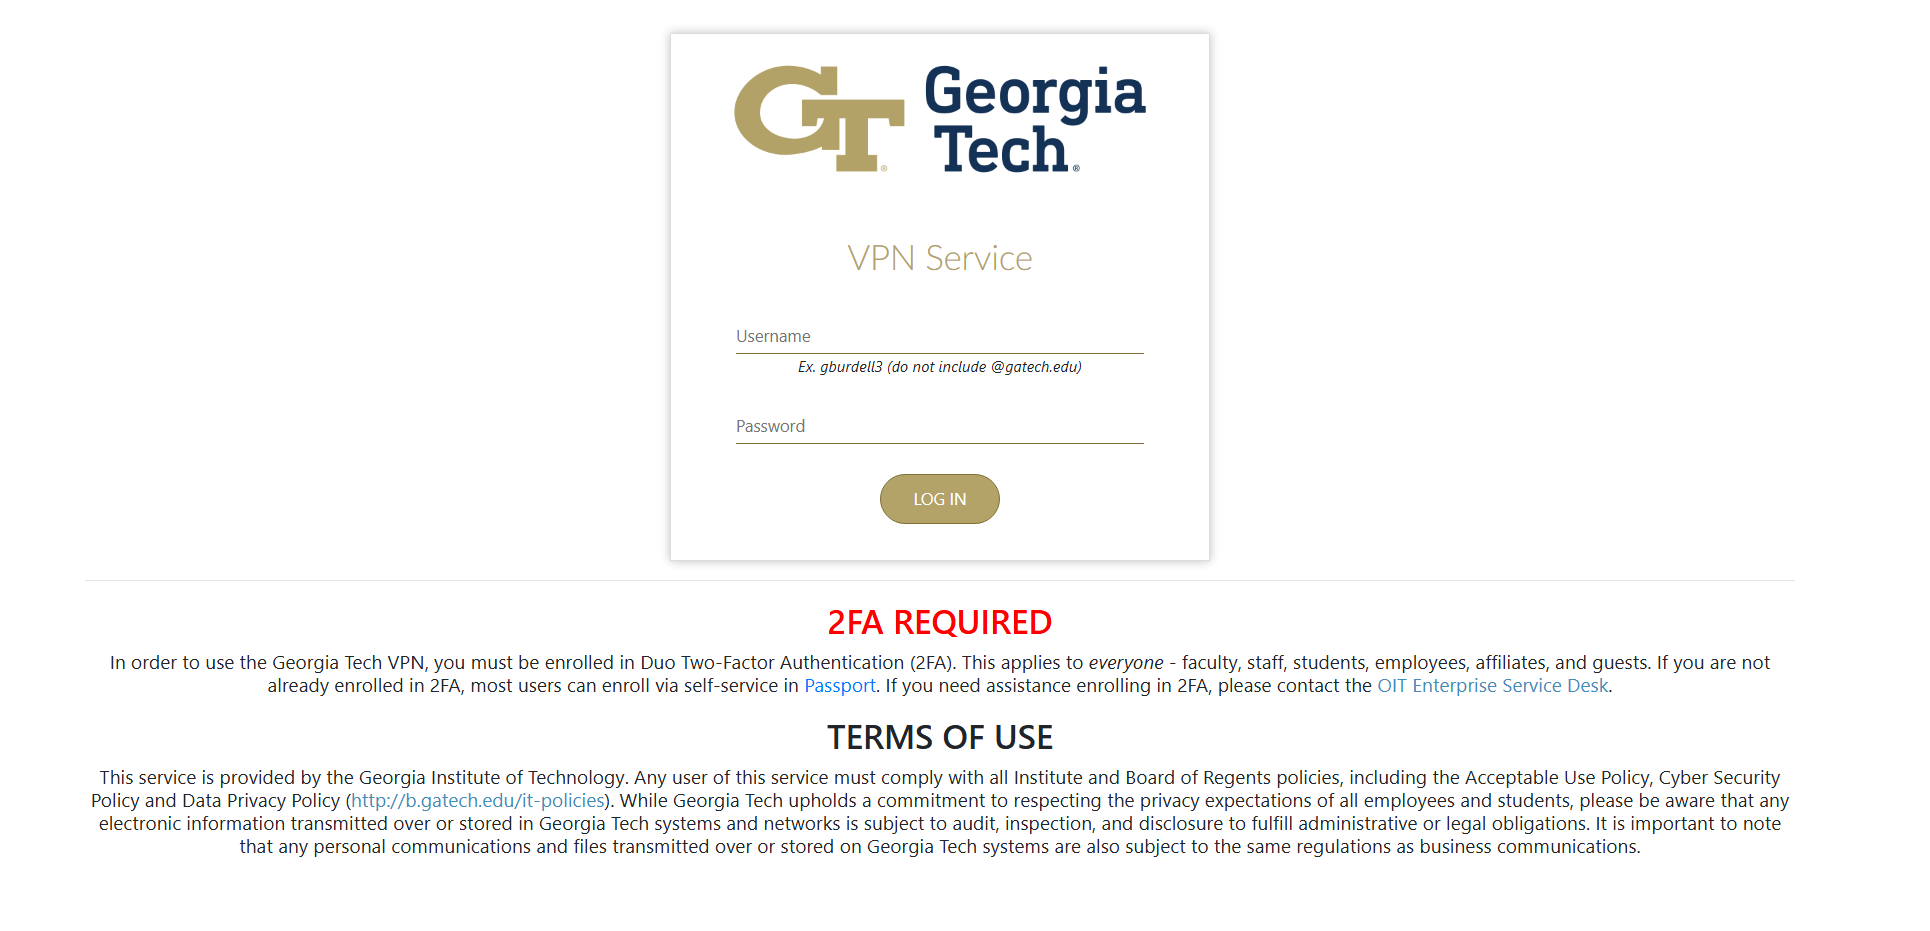 GT ®
Georgia
Tech®
VPN Service
Username
Ex. gburdell3 (do not include @gatech.edu)
Password
LOG IN
2FA REQUIRED
In order to use the Georgia Tech VPN, you must be enrolled in Duo Two-Factor Authentication (2FA). This applies to everyone - faculty, staff, students, employees, affiliates, and guests. If you are not
already enrolled in 2FA, most users can enroll via self-service in Passport. If you need assistance enrolling in 2FA, please contact the OIT Enterprise Service Desk.
TERMS OF USE
This service is provided by the Georgia Institute of Technology. Any user of this service must comply with all Institute and Board of Regents policies, including the Acceptable Use Policy, Cyber Security
Policy and Data Privacy Policy (http://b.gatech.edu/it-policies). While Georgia Tech upholds a commitment to respecting the privacy expectations of all employees and students, please be aware that any
electronic information transmitted over or stored in Georgia Tech systems and networks is subject to audit, inspection, and disclosure to fulfill administrative or legal obligations. It is important to note
that any personal communications and files transmitted over or stored on Georgia Tech systems are also subject to the same regulations as business communications.